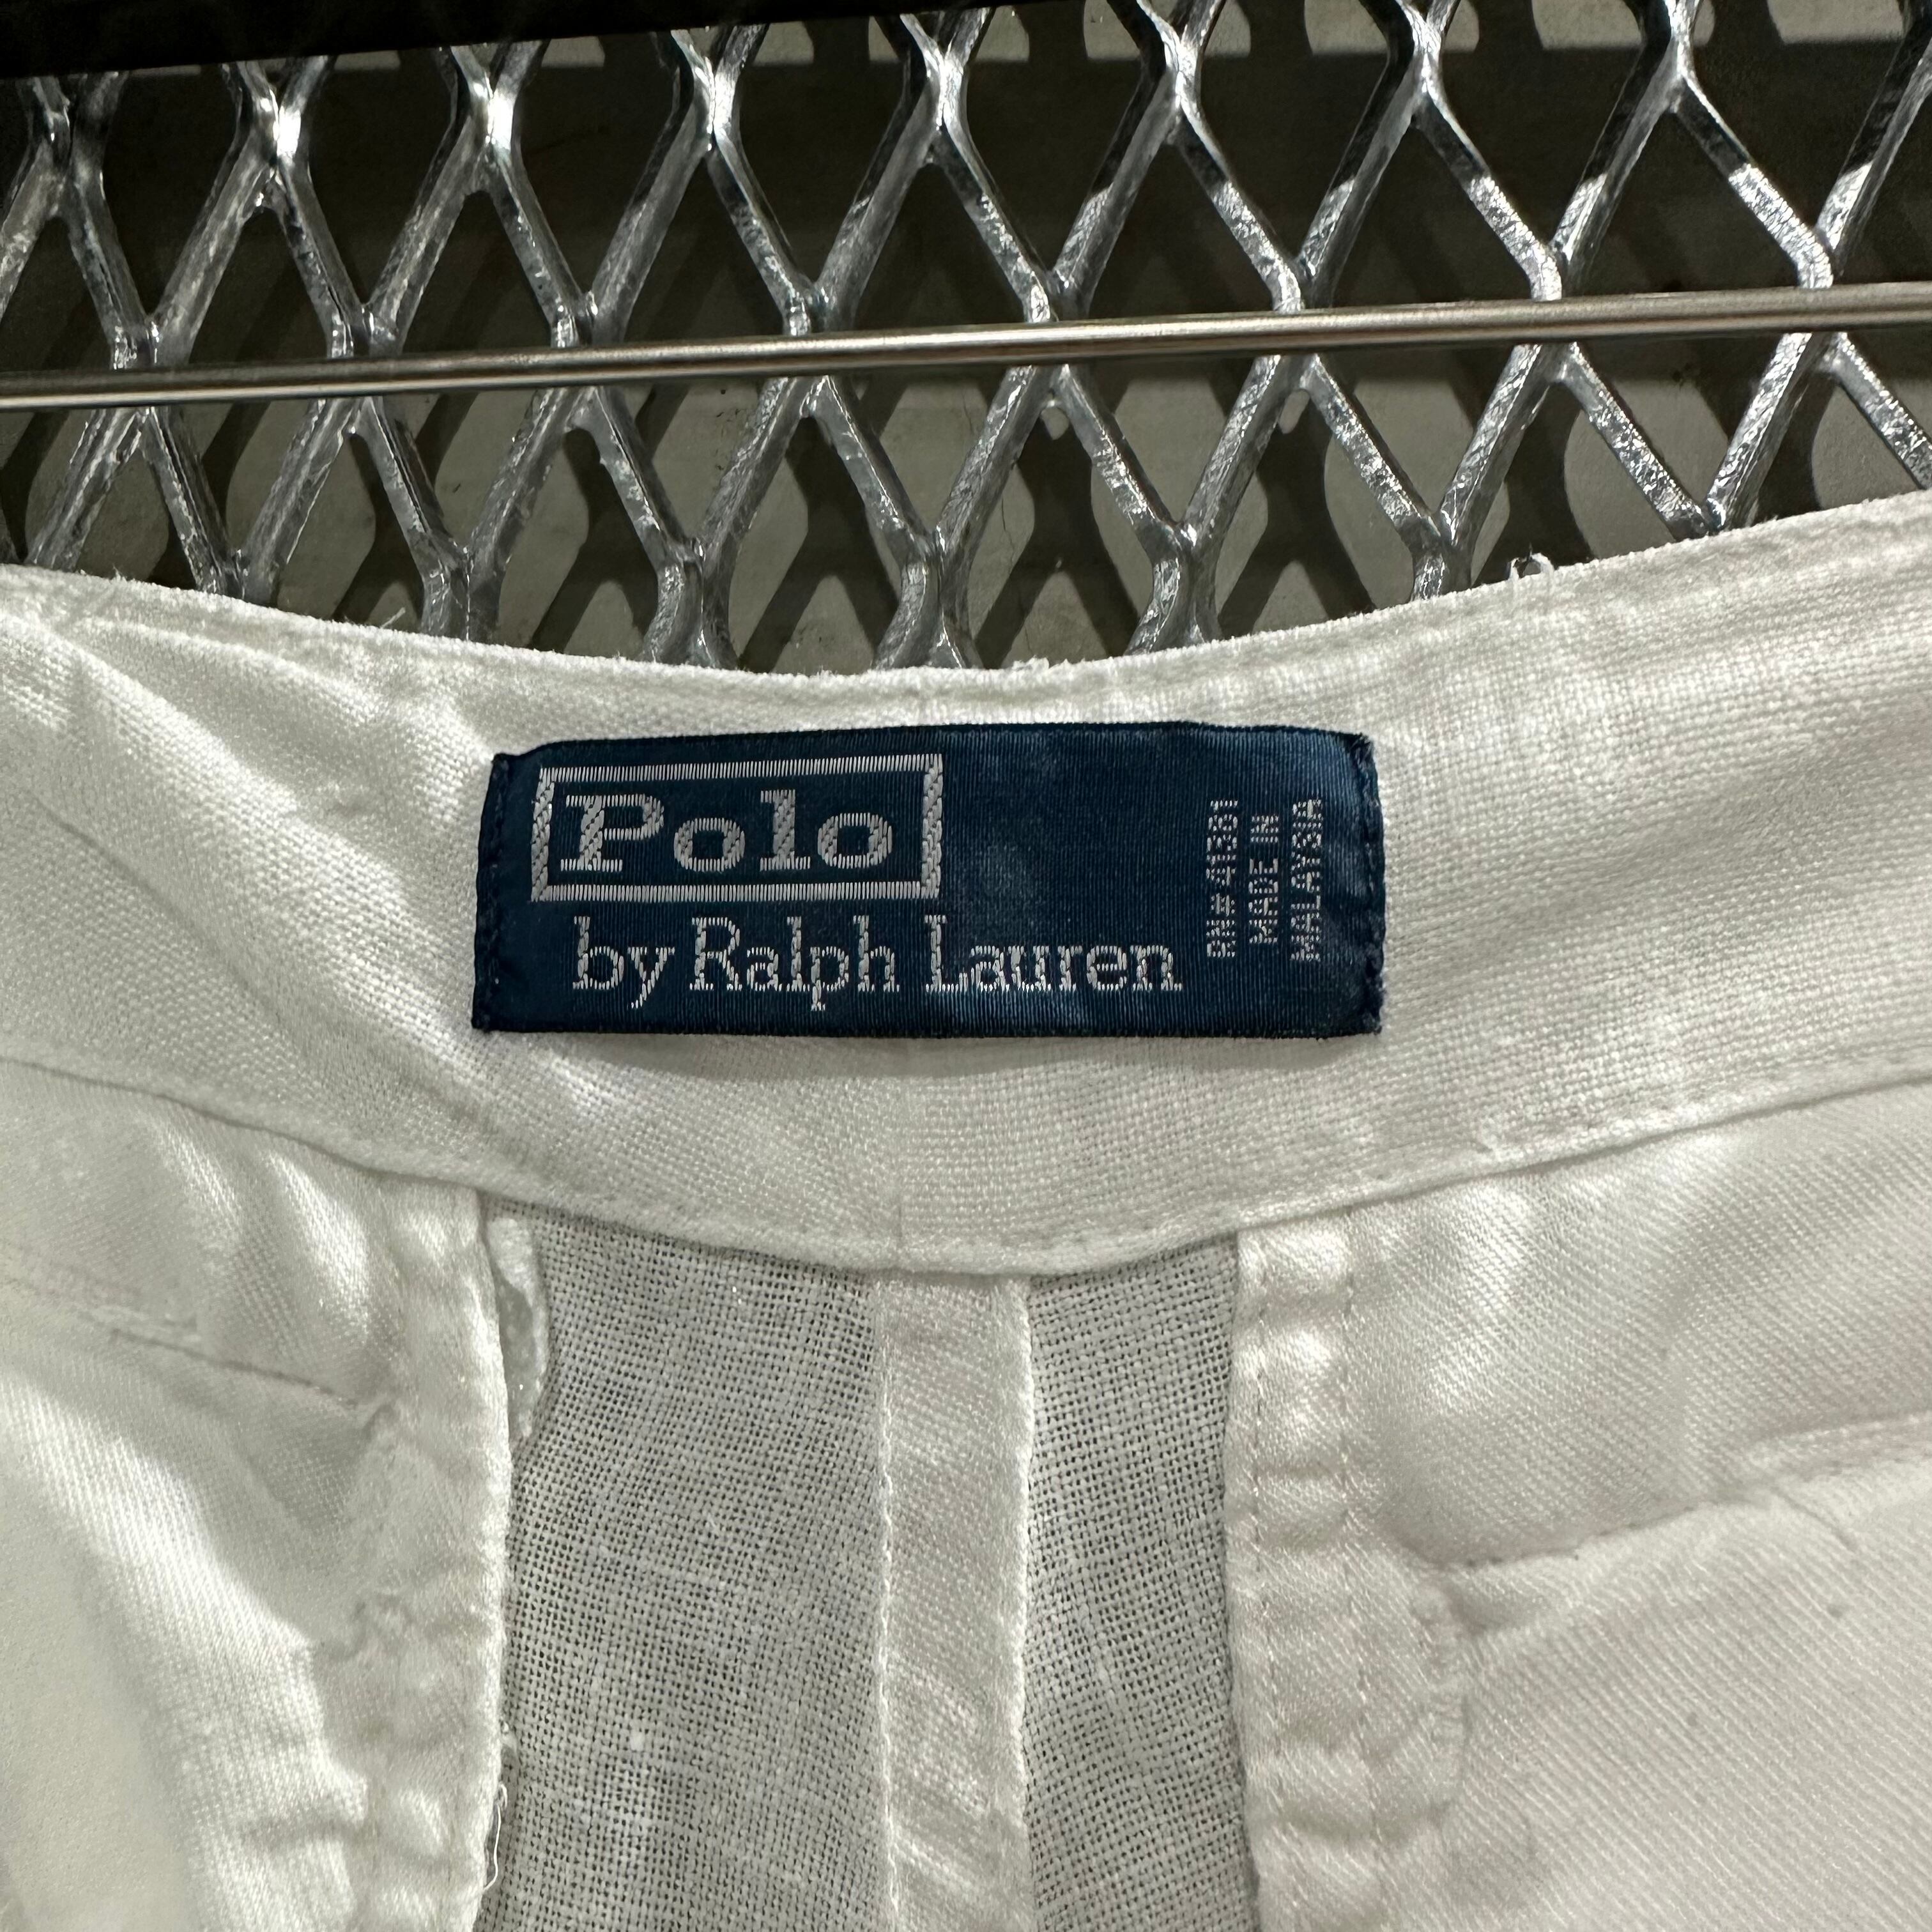 Polo
by Ralph Lauren
RN#41381
MADE IN
MALAYSIA